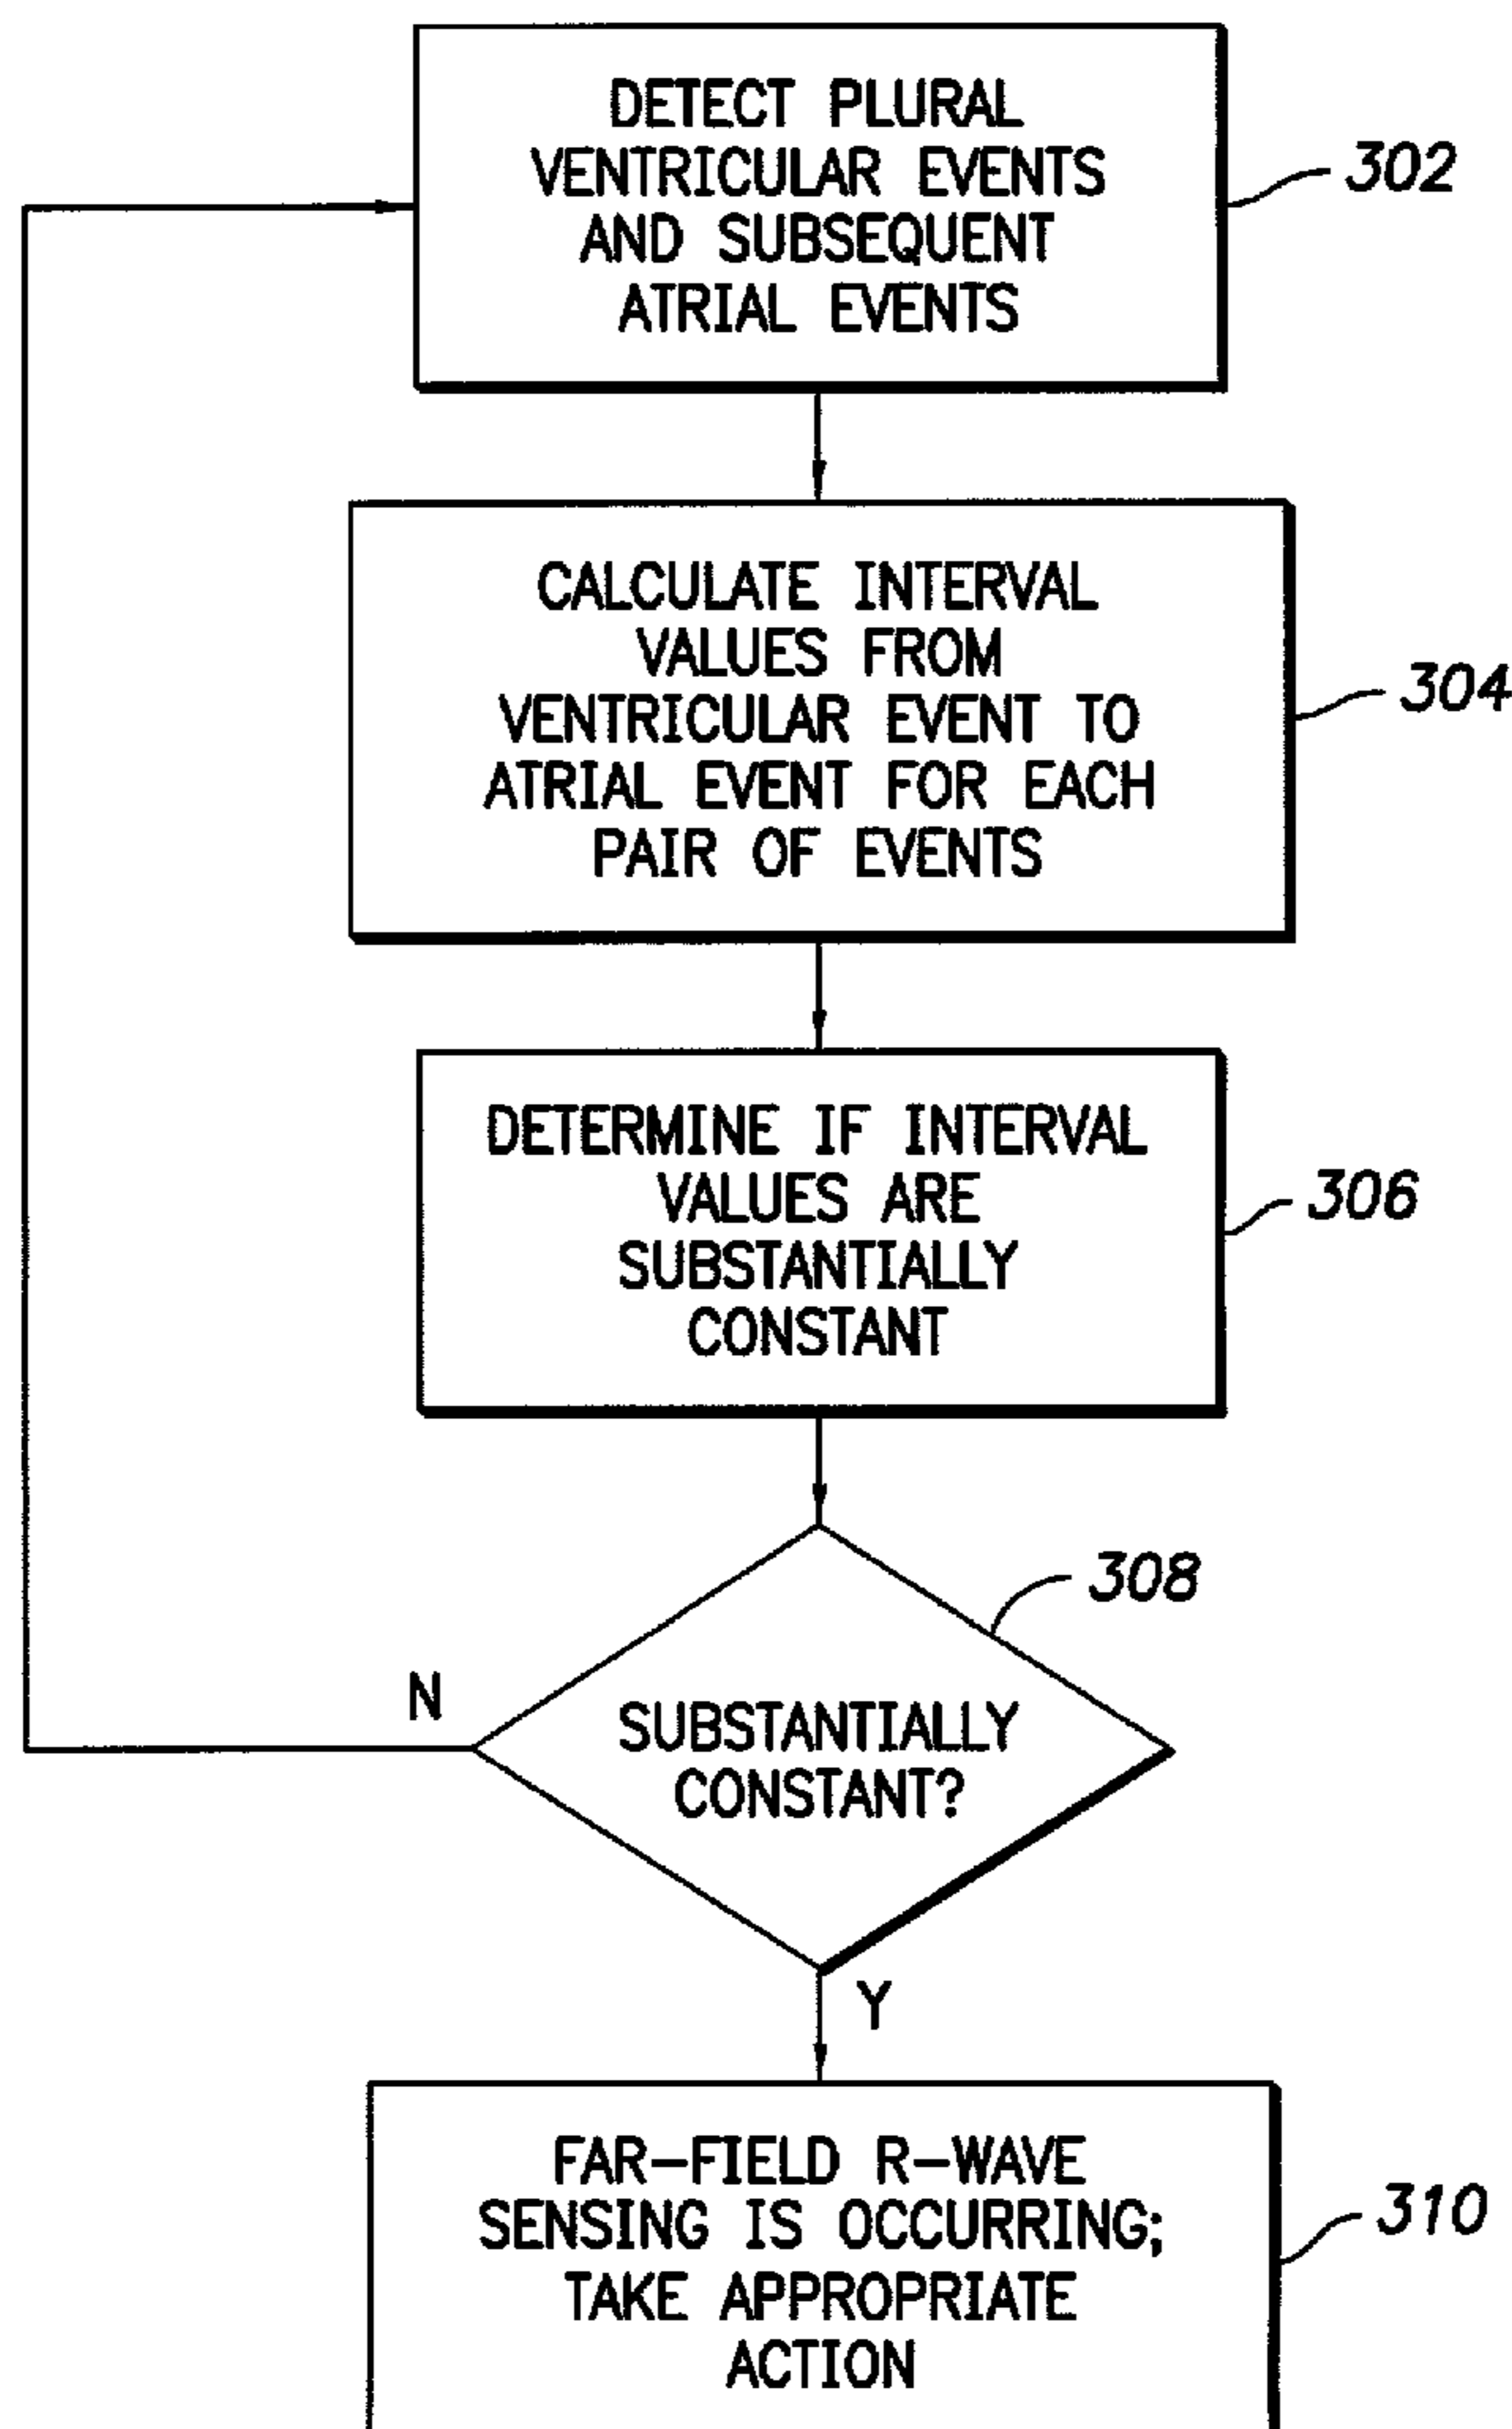 DETECT PLURAL
VENTRICULAR EVENTS
AND SUBSEQUENT
ATRIAL EVENTS
302
CALCULATE INTERVAL
VALUES FROM
VENTRICULAR EVENT TO
ATRIAL EVENT FOR EACH
PAIR OF EVENTS
304
DETERMINE IF INTERVAL
VALUES ARE
SUBSTANTIALLY
CONSTANT
306
308
N
SUBSTANTIALLY
CONSTANT?
Y
FAR-FIELD R-WAVE
SENSING IS OCCURRING;
TAKE APPROPRIATE
ACTION
310